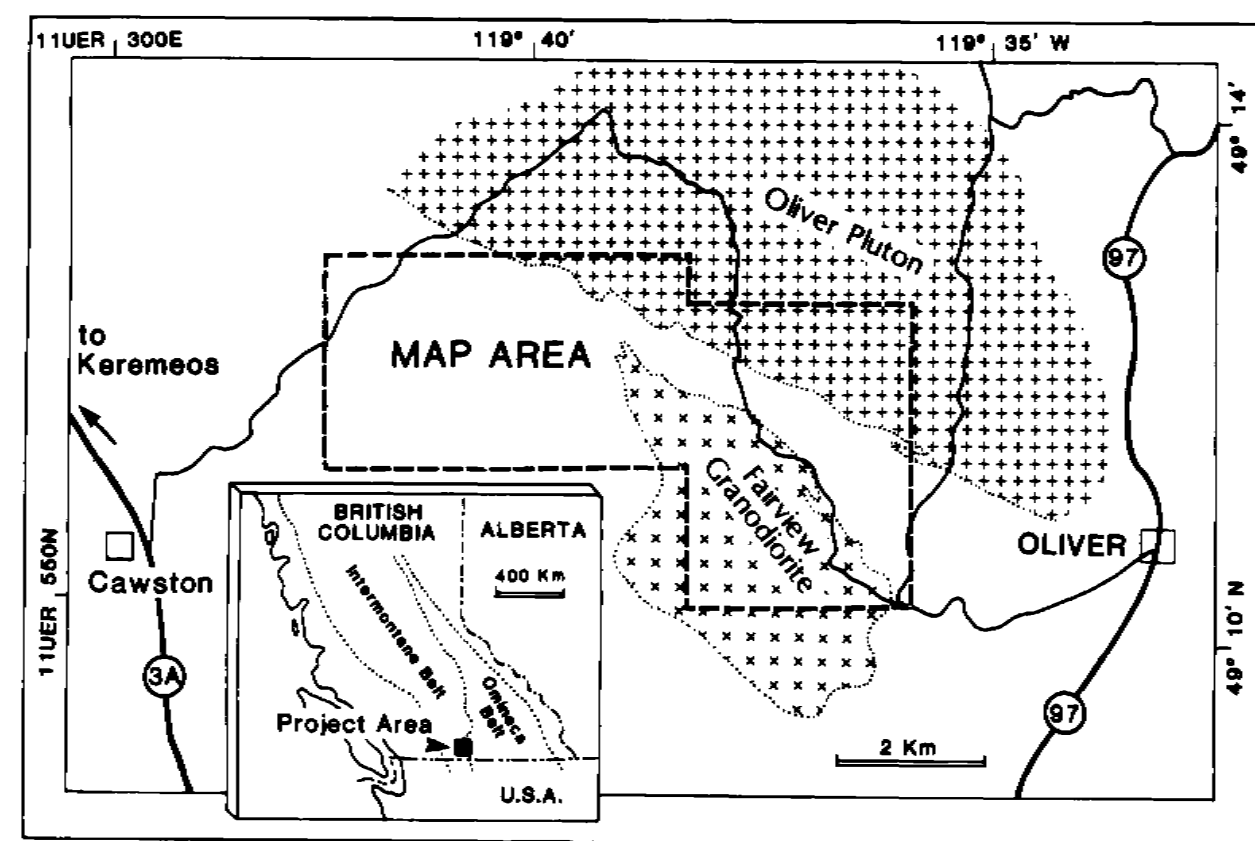 11UER 300E
119° 40'
119° 35' W
49° 14'
Oliver Pluton
97
to
Keremeos
MAP AREA
Fairview
Granodiorite
OLIVER
Cawston
11UER 550N
3A
49° 10' N
97
2 Km
BRITISH
COLUMBIA
ALBERTA
400 Km
Intermontane Belt
Omineca
Belt
Project Area
U.S.A.